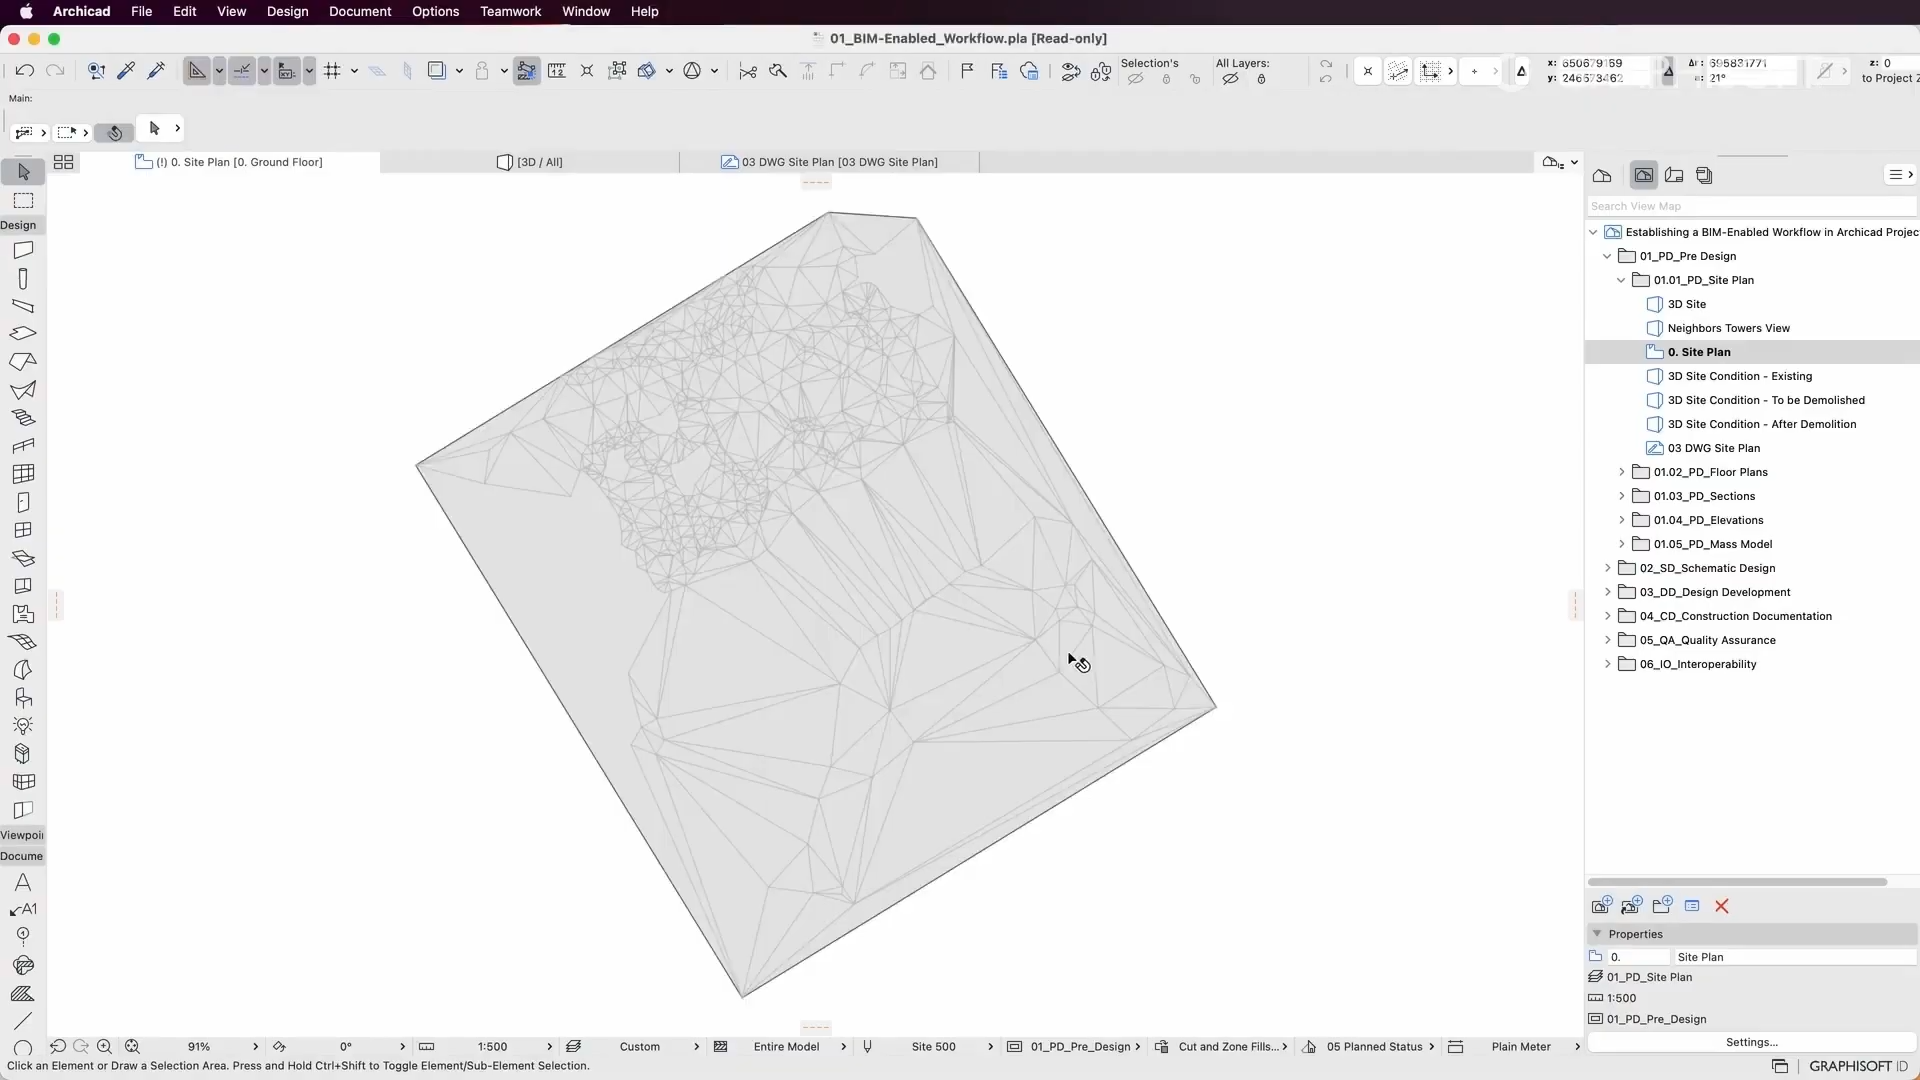 Archicad File Edit View Design Document Options Teamwork Window Help
01_BIM-Enabled_Workflow.pla [Read-only]
Selection's
All Layers:
x: 650679159
y: 246573462
Δr: 695831771
a: 21°
z: 0
to Project Z
Main:
(!) 0. Site Plan [0. Ground Floor]
[3D / All]
03 DWG Site Plan [03 DWG Site Plan]
Design
Viewpoi
Docume
A1
Search View Map
Establishing a BIM-Enabled Workflow in Archicad Projec
01_PD_Pre Design
01.01_PD_Site Plan
3D Site
Neighbors Towers View
0. Site Plan
3D Site Condition - Existing
3D Site Condition - To be Demolished
3D Site Condition - After Demolition
03 DWG Site Plan
01.02_PD_Floor Plans
01.03_PD_Sections
01.04_PD_Elevations
01.05_PD_Mass Model
02_SD_Schematic Design
03_DD_Design Development
04_CD_Construction Documentation
05_QA_Quality Assurance
06_IO_Interoperability
Properties
0. Site Plan
01_PD_Site Plan
1:500
01_PD_Pre_Design
Settings...
91% 0° 1:500 Custom Entire Model Site 500 01_PD_Pre_Design Cut and Zone Fills... 05 Planned Status Plain Meter
Click an Element or Draw a Selection Area. Press and Hold Ctrl+Shift to Toggle Element/Sub-Element Selection.
GRAPHISOFT ID